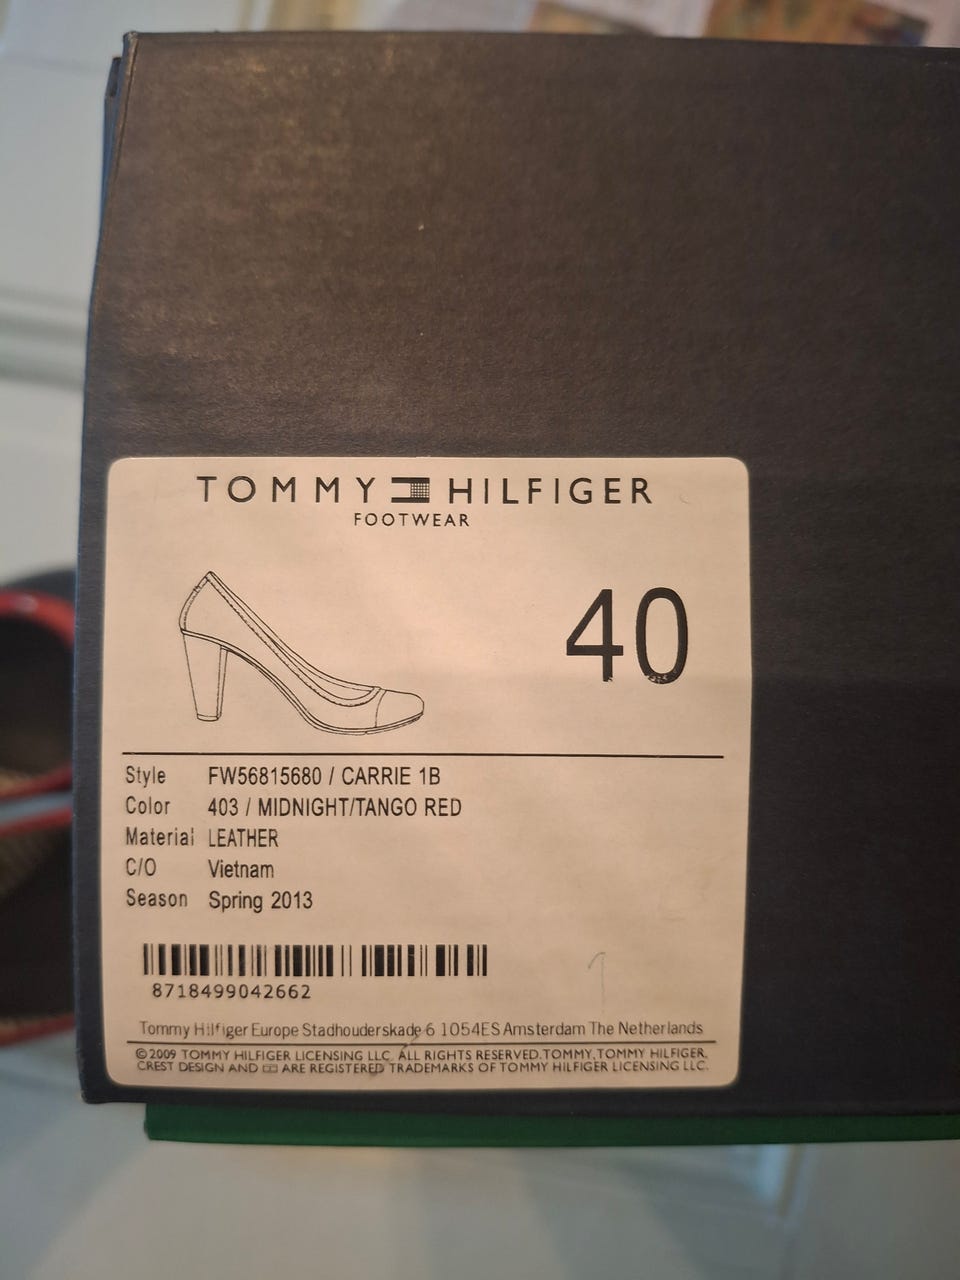 TOMMY HILFIGER
FOOTWEAR
40
Style FW56815680 / CARRIE 1B
Color 403 / MIDNIGHT/TANGO RED
Material LEATHER
C/O Vietnam
Season Spring 2013
8718499042662
Tommy Hilfiger Europe Stadhouderskade 6 1054ES Amsterdam The Netherlands
©2009 TOMMY HILFIGER LICENSING LLC. ALL RIGHTS RESERVED.TOMMY,TOMMY HILFIGER,
CREST DESIGN AND ARE REGISTERED TRADEMARKS OF TOMMY HILFIGER LICENSING LLC.